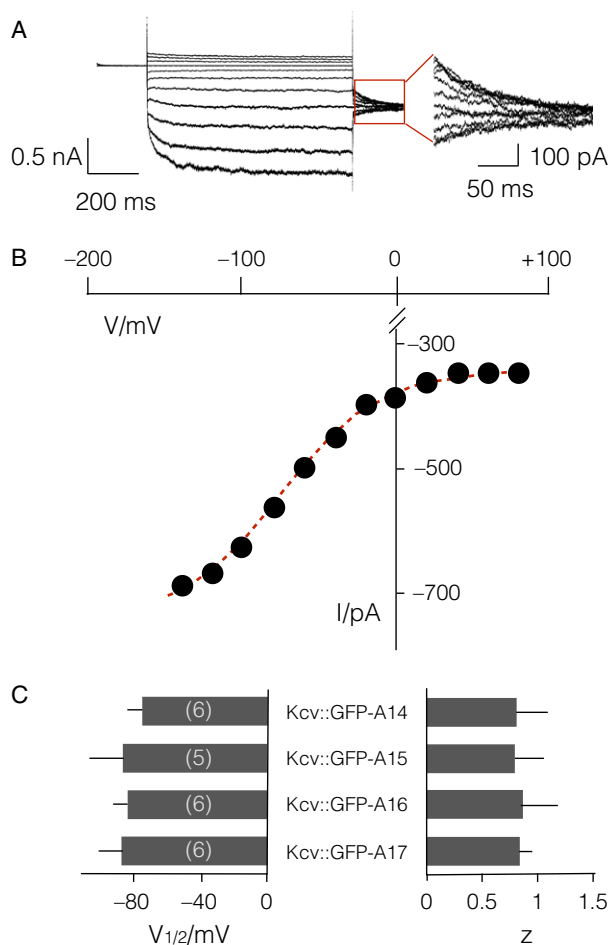 A
0.5 nA
200 ms
100 pA
50 ms
B
−200 −100 0 +100
V/mV
−300
−500
−700
I/pA
C
(6) Kcv::GFP-A14
(5) Kcv::GFP-A15
(6) Kcv::GFP-A16
(6) Kcv::GFP-A17
−80 −40 0 0 0.5 1 1.5
V1/2/mV z